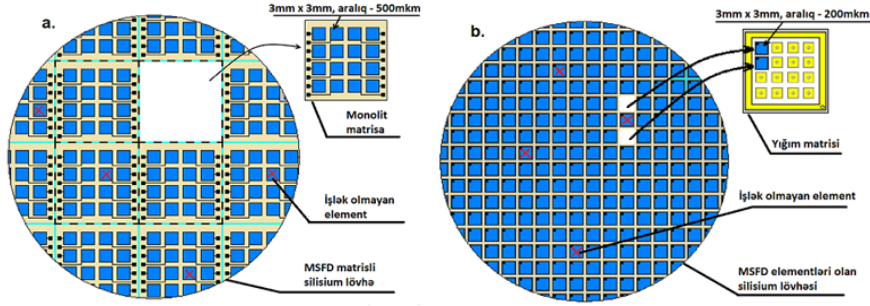 a.
3mm x 3mm, aralıq - 500mkm
Monolit
matrisa
İşlək olmayan
element
MSFD matrisli
silisium lövhə
b.
3mm x 3mm, aralıq - 200mkm
Yığım matrisi
İşlək olmayan element
MSFD elementləri olan
silisium lövhəsi